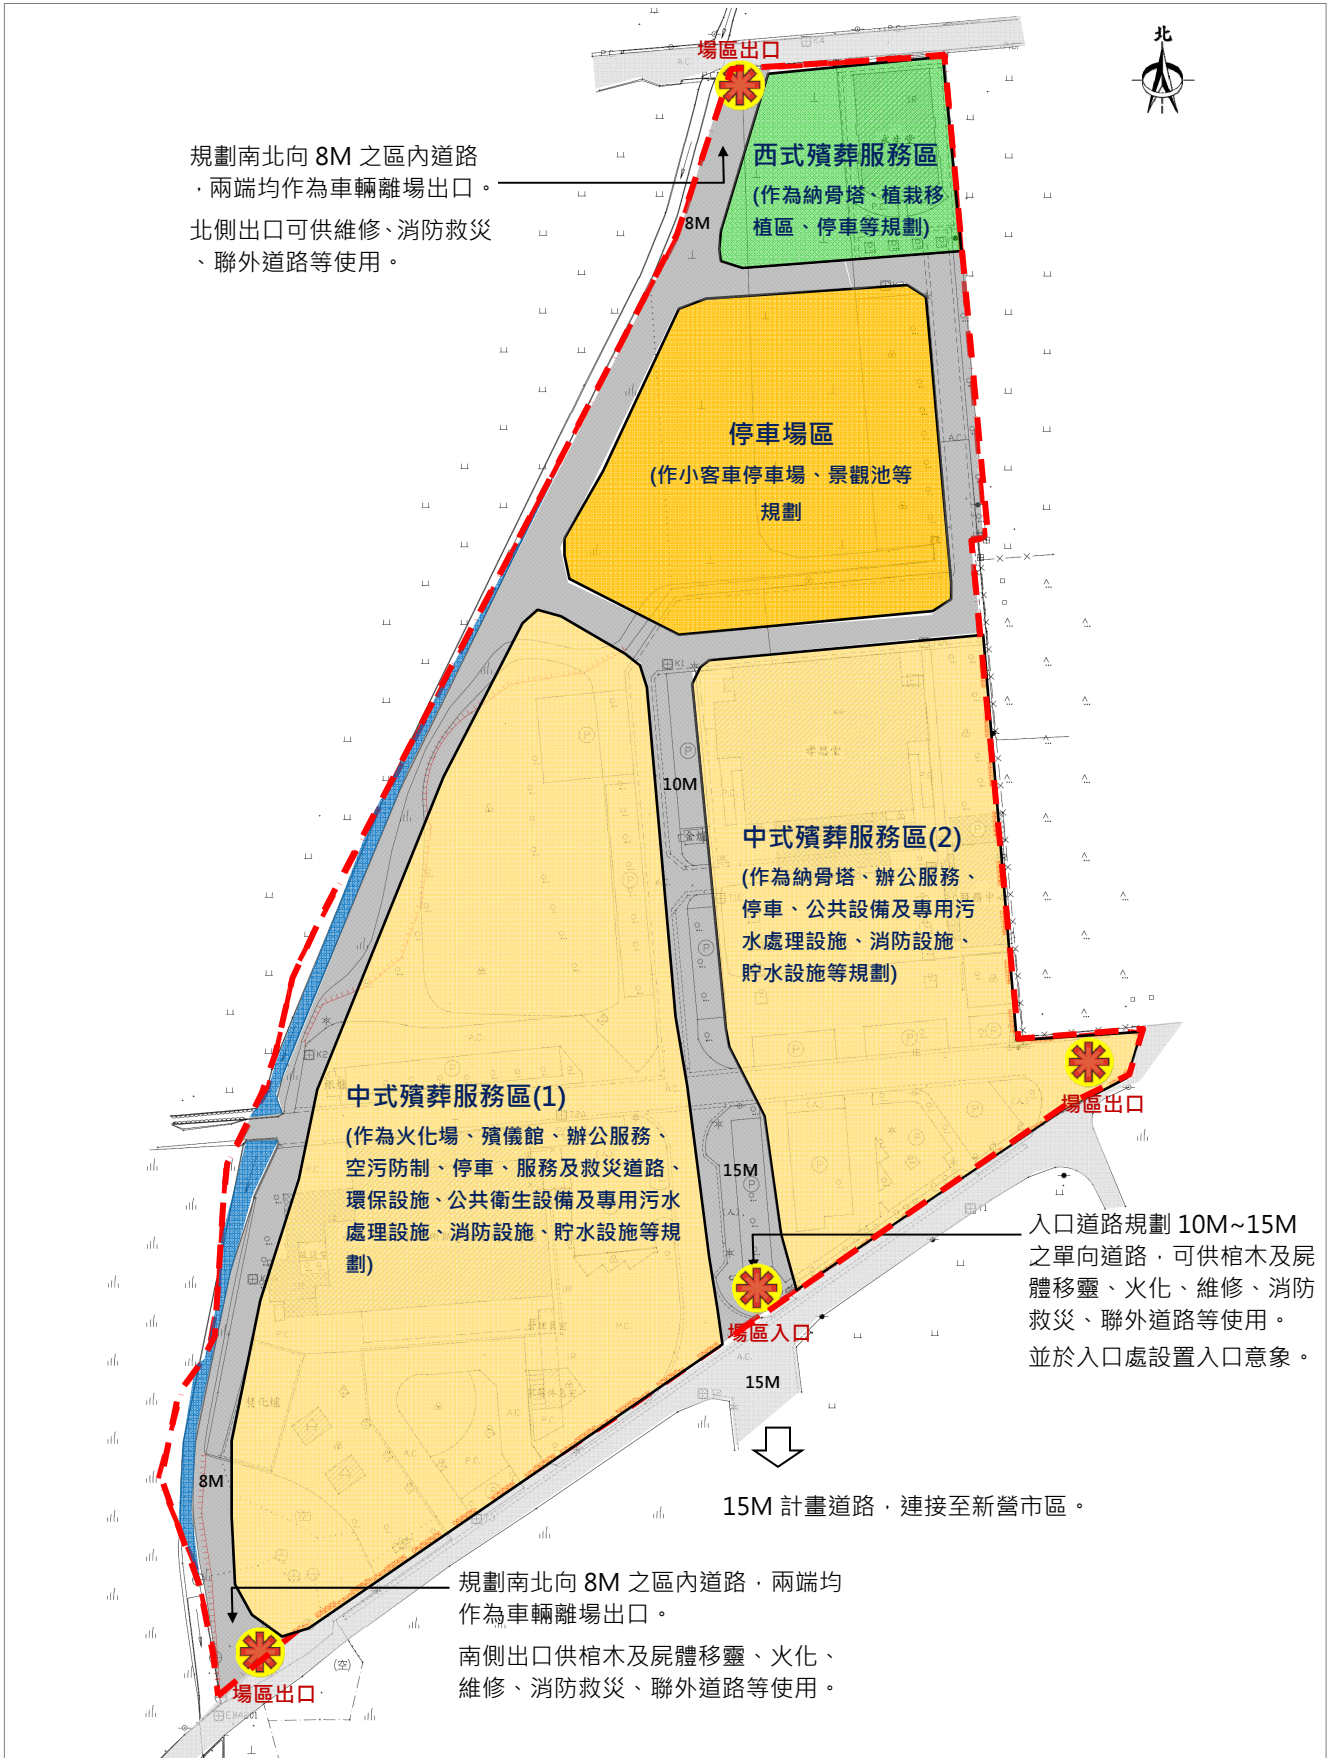 北
場區出口
規劃南北向 8M 之區內道路
，兩端均作為車輛離場出口。
北側出口可供維修、消防救災
、聯外道路等使用。
西式殯葬服務區
(作為納骨塔、植栽移
植區、停車等規劃)
8M
停車場區
(作小客車停車場、景觀池等
規劃
K1
10M
中式殯葬服務區(2)
(作為納骨塔、辦公服務、
停車、公共設備及專用污
水處理設施、消防設施、
貯水設施等規劃)
K2
場區出口
中式殯葬服務區(1)
(作為火化場、殯儀館、辦公服務、
空污防制、停車、服務及救災道路、
環保設施、公共衛生設備及專用污水
處理設施、消防設施、貯水設施等規
劃)
15M
入口道路規劃 10M~15M
之單向道路，可供棺木及屍
體移靈、火化、維修、消防
救災、聯外道路等使用。
並於入口處設置入口意象。
場區入口
A.C.
15M
8M
15M 計畫道路，連接至新營市區。
規劃南北向 8M 之區內道路，兩端均
作為車輛離場出口。
南側出口供棺木及屍體移靈、火化、
維修、消防救災、聯外道路等使用。
(空)
場區出口